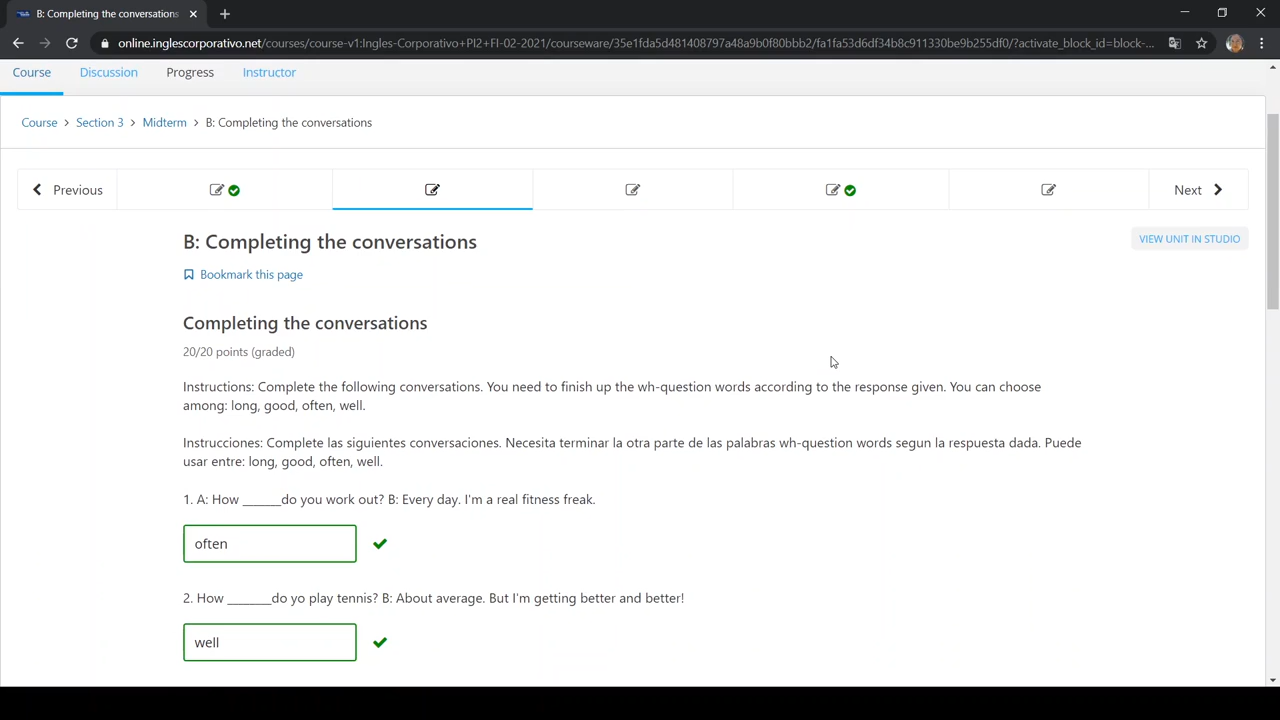 B: Completing the conversations
online.inglescorporativo.net/courses/course-v1:Ingles-Corporativo+PI2+FI-02-2021/courseware/35e1fda5d481408797a48a9b0f80bbb2/fa1fa53d6df34b8c911330be9b255df0/?activate_block_id=block-...
Course Discussion Progress Instructor
Course > Section 3 > Midterm > B: Completing the conversations
Previous Next
B: Completing the conversations
VIEW UNIT IN STUDIO
Bookmark this page
Completing the conversations
20/20 points (graded)
Instructions: Complete the following conversations. You need to finish up the wh-question words according to the response given. You can choose
among: long, good, often, well.
Instrucciones: Complete las siguientes conversaciones. Necesita terminar la otra parte de las palabras wh-question words segun la respuesta dada. Puede
usar entre: long, good, often, well.
1. A: How ______do you work out? B: Every day. I'm a real fitness freak.
often
2. How _______do yo play tennis? B: About average. But I'm getting better and better!
well